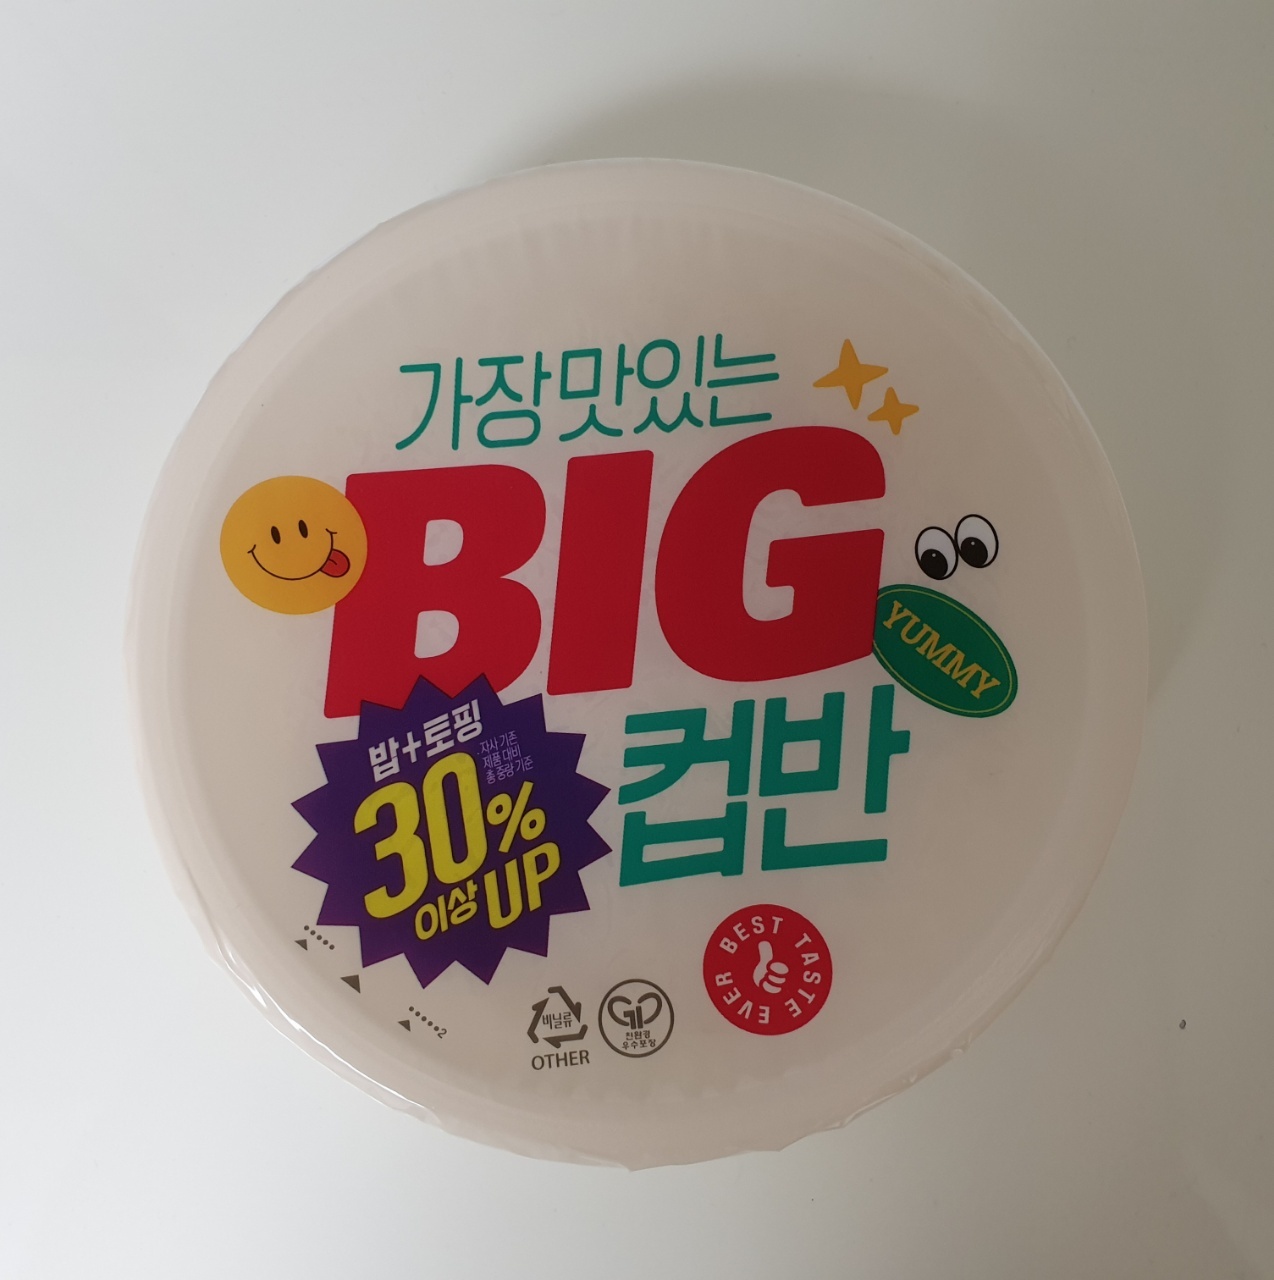 가장 맛있는
BIG
컵반
YUMMY
밥+토핑
자사 기존
제품 대비
총 중량 기준
30%
이상 UP
BEST TASTE EVER
비닐류
OTHER
친환경
우수포장
2